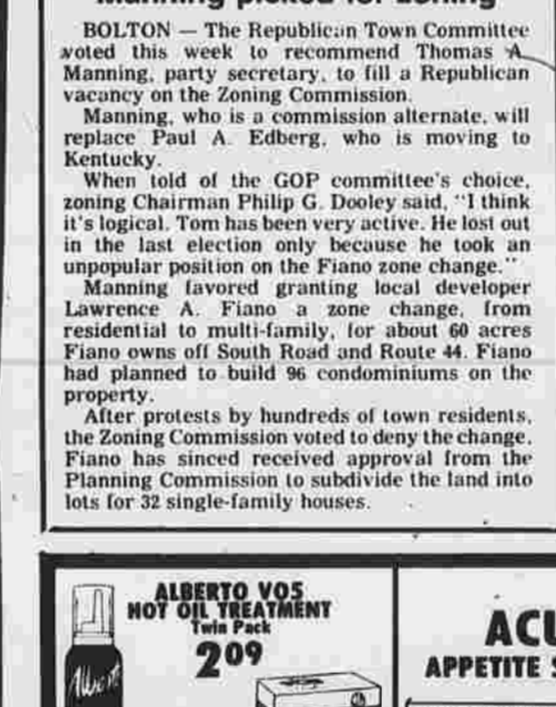 Manning picked for zoning
BOLTON — The Republican Town Committee
voted this week to recommend Thomas A.
Manning, party secretary, to fill a Republican
vacancy on the Zoning Commission.
Manning, who is a commission alternate, will
replace Paul A. Edberg, who is moving to
Kentucky.
When told of the GOP committee's choice,
zoning Chairman Philip G. Dooley said, "I think
it's logical. Tom has been very active. He lost out
in the last election only because he took an
unpopular position on the Fiano zone change."
Manning favored granting local developer
Lawrence A. Fiano a zone change, from
residential to multi-family, for about 60 acres
Fiano owns off South Road and Route 44. Fiano
had planned to build 96 condominiums on the
property.
After protests by hundreds of town residents,
the Zoning Commission voted to deny the change.
Fiano has sinced received approval from the
Planning Commission to subdivide the land into
lots for 32 single-family houses.
ALBERTO VO5
HOT OIL TREATMENT
Twin Pack
2 09
Alberto
ACU
APPETITE